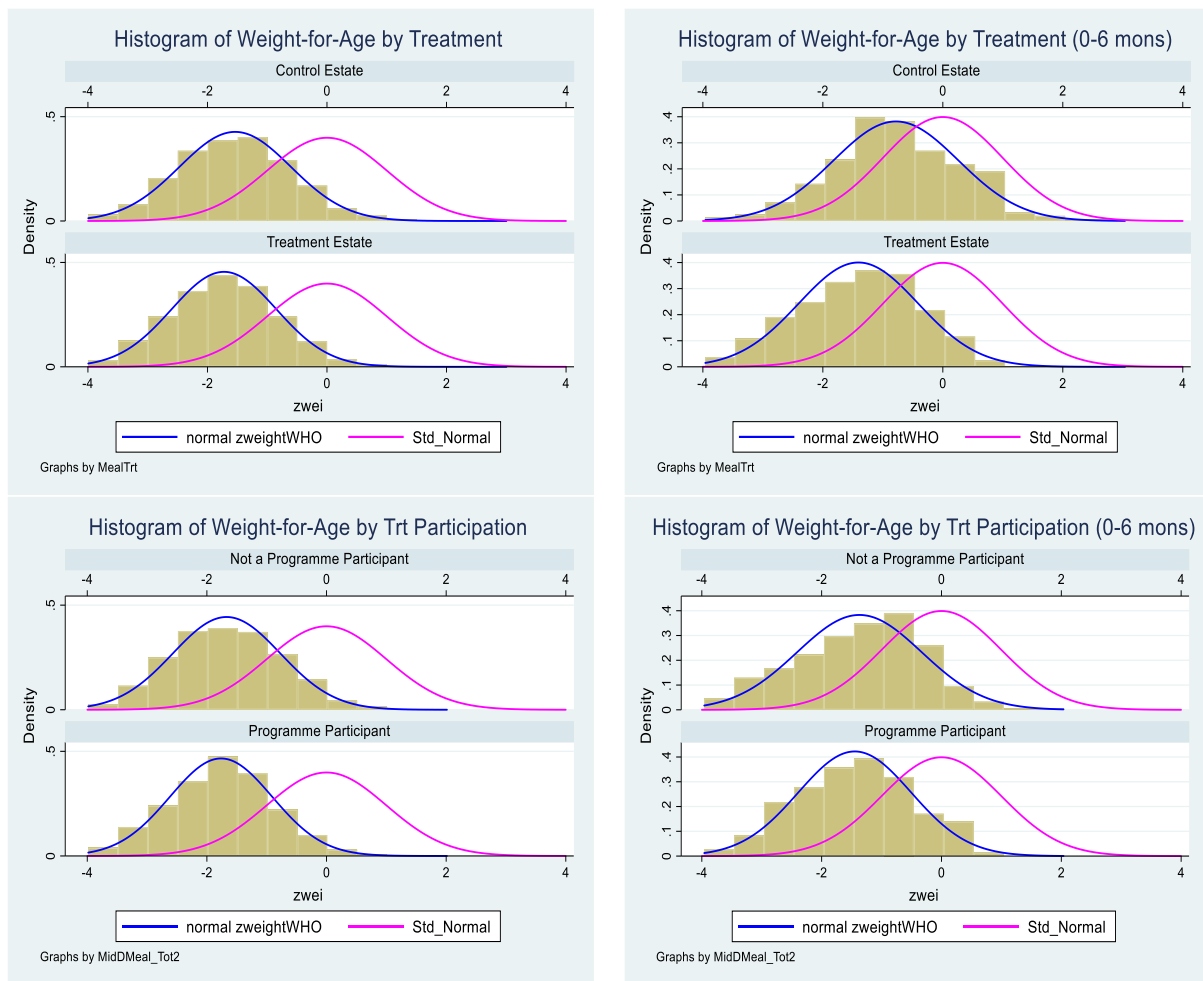 Histogram of Weight-for-Age by Treatment
Control Estate
-4 -2 0 2 4
.5
0
Treatment Estate
.5
0
Density
-4 -2 0 2 4
zwei
normal zweightWHO Std_Normal
Graphs by MealTrt
Histogram of Weight-for-Age by Treatment (0-6 mons)
Control Estate
-4 -2 0 2 4
.4
.3
.2
.1
0
Treatment Estate
.4
.3
.2
.1
0
Density
-4 -2 0 2 4
zwei
normal zweightWHO Std_Normal
Graphs by MealTrt
Histogram of Weight-for-Age by Trt Participation
Not a Programme Participant
-4 -2 0 2 4
.5
0
Programme Participant
.5
0
Density
-4 -2 0 2 4
zwei
normal zweightWHO Std_Normal
Graphs by MidDMeal_Tot2
Histogram of Weight-for-Age by Trt Participation (0-6 mons)
Not a Programme Participant
-4 -2 0 2 4
.4
.3
.2
.1
0
Programme Participant
.4
.3
.2
.1
0
Density
-4 -2 0 2 4
zwei
normal zweightWHO Std_Normal
Graphs by MidDMeal_Tot2